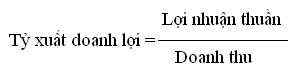 Tỷ xuất doanh lợi = Lợi nhuận thuần
Doanh thu